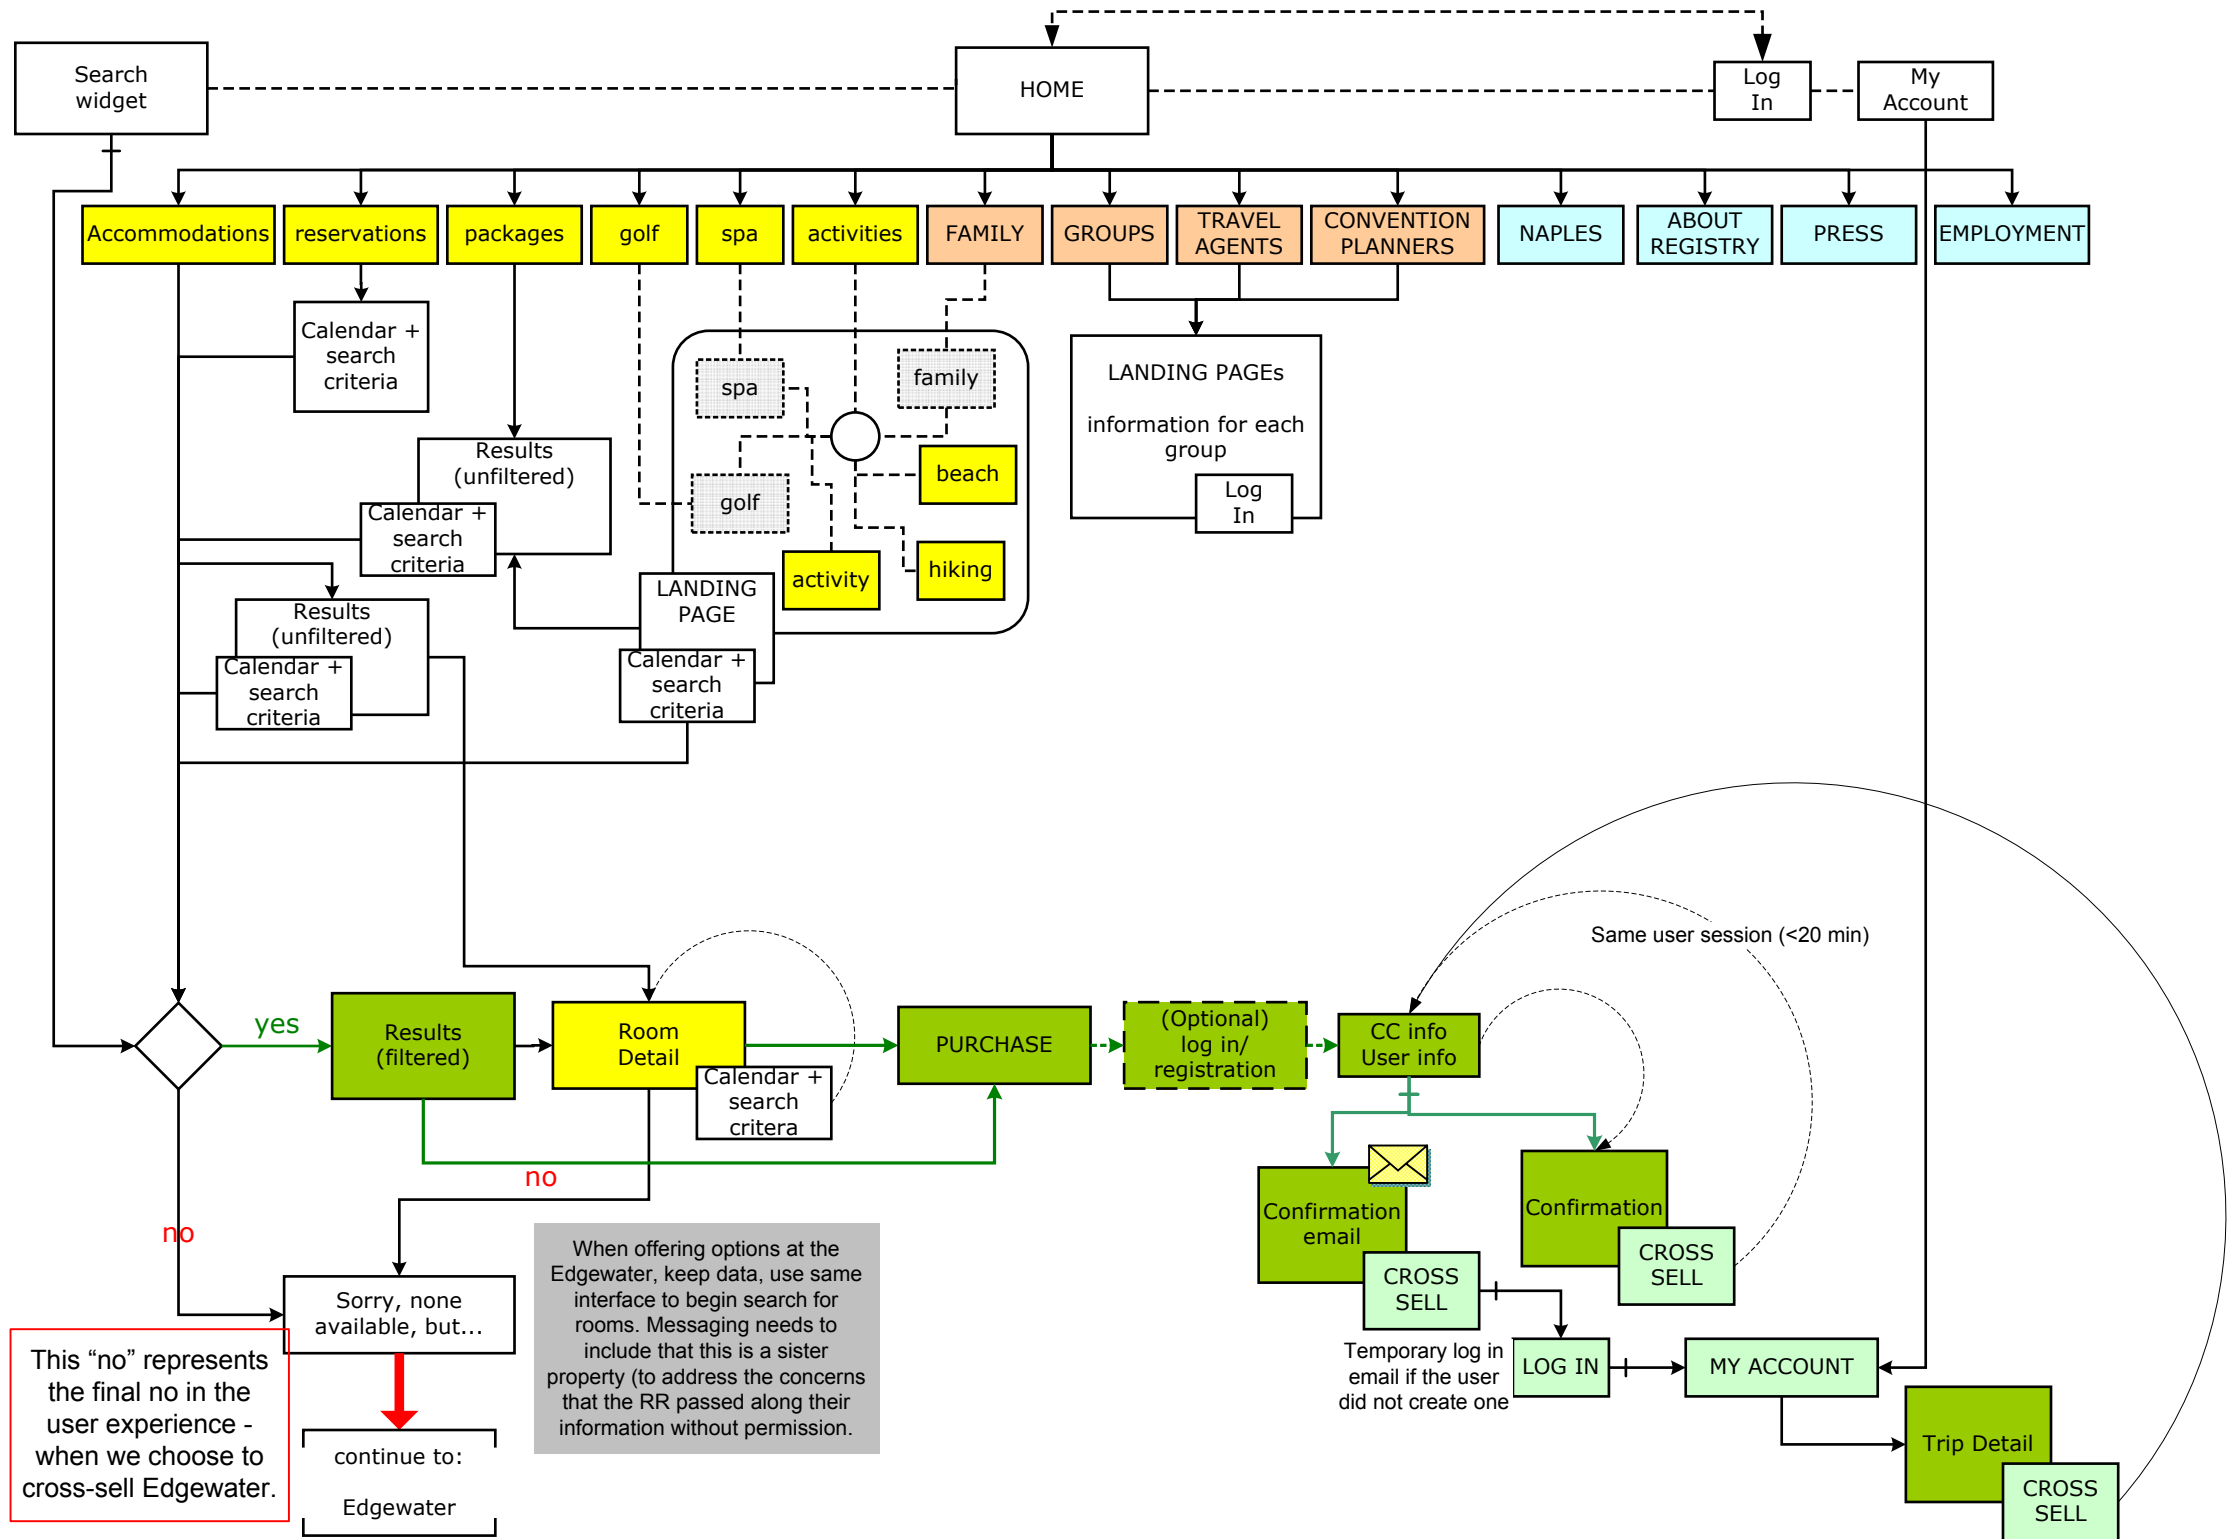 Search
widget
HOME
Log
In
My
Account
Accommodations
reservations
packages
golf
spa
activities
FAMILY
GROUPS
TRAVEL
AGENTS
CONVENTION
PLANNERS
NAPLES
ABOUT
REGISTRY
PRESS
EMPLOYMENT
Calendar +
search
criteria
Results
(unfiltered)
Calendar +
search
criteria
spa
family
beach
golf
activity
hiking
LANDING PAGEs
information for each
group
Log
In
Results
(unfiltered)
Calendar +
search
criteria
LANDING
PAGE
Calendar +
search
criteria
Same user session (<20 min)
yes
Results
(filtered)
Room
Detail
Calendar +
search
critera
PURCHASE
(Optional)
log in/
registration
CC info
User info
no
no
Confirmation
email
CROSS
SELL
Confirmation
CROSS
SELL
Sorry, none
available, but...
When offering options at the
Edgewater, keep data, use same
interface to begin search for
rooms. Messaging needs to
include that this is a sister
property (to address the concerns
that the RR passed along their
information without permission.
This “no” represents
the final no in the
user experience -
when we choose to
cross-sell Edgewater.
continue to:
Edgewater
Temporary log in
email if the user
did not create one
LOG IN
MY ACCOUNT
Trip Detail
CROSS
SELL